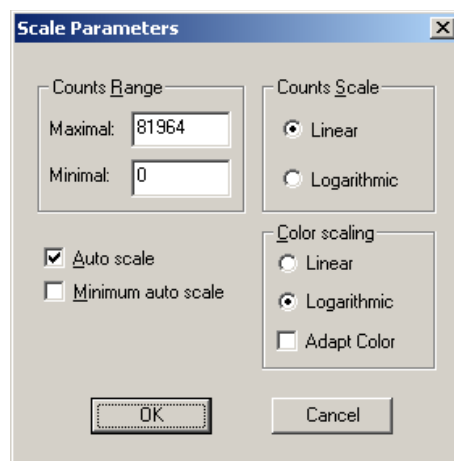 Scale Parameters
Counts Range
Maximal: 81964
Minimal: 0
Counts Scale
Linear
Logarithmic
Auto scale
Minimum auto scale
Color scaling
Linear
Logarithmic
Adapt Color
OK
Cancel